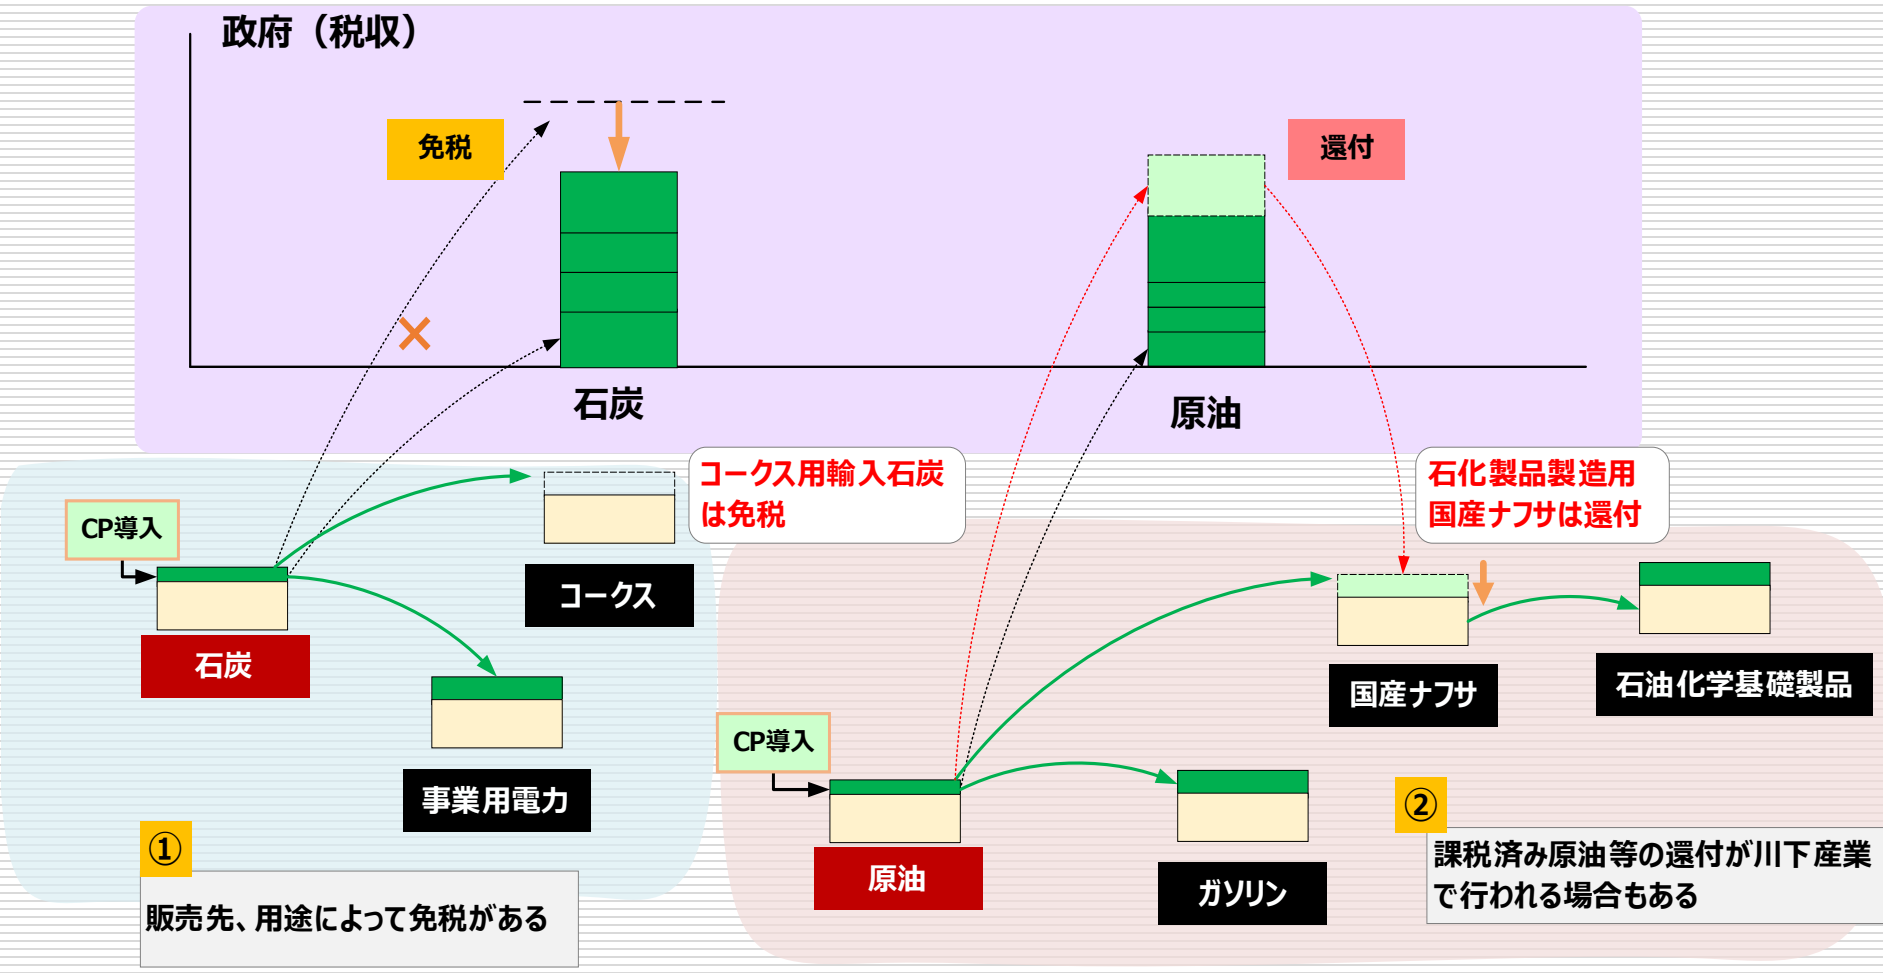 政府（税収）
免税
還付
石炭
原油
コークス用輸入石炭
は免税
石化製品製造用
国産ナフサは還付
CP導入
コークス
石炭
事業用電力
①
販売先、用途によって免税がある
CP導入
原油
ガソリン
国産ナフサ
石油化学基礎製品
②
課税済み原油等の還付が川下産業
で行われる場合もある